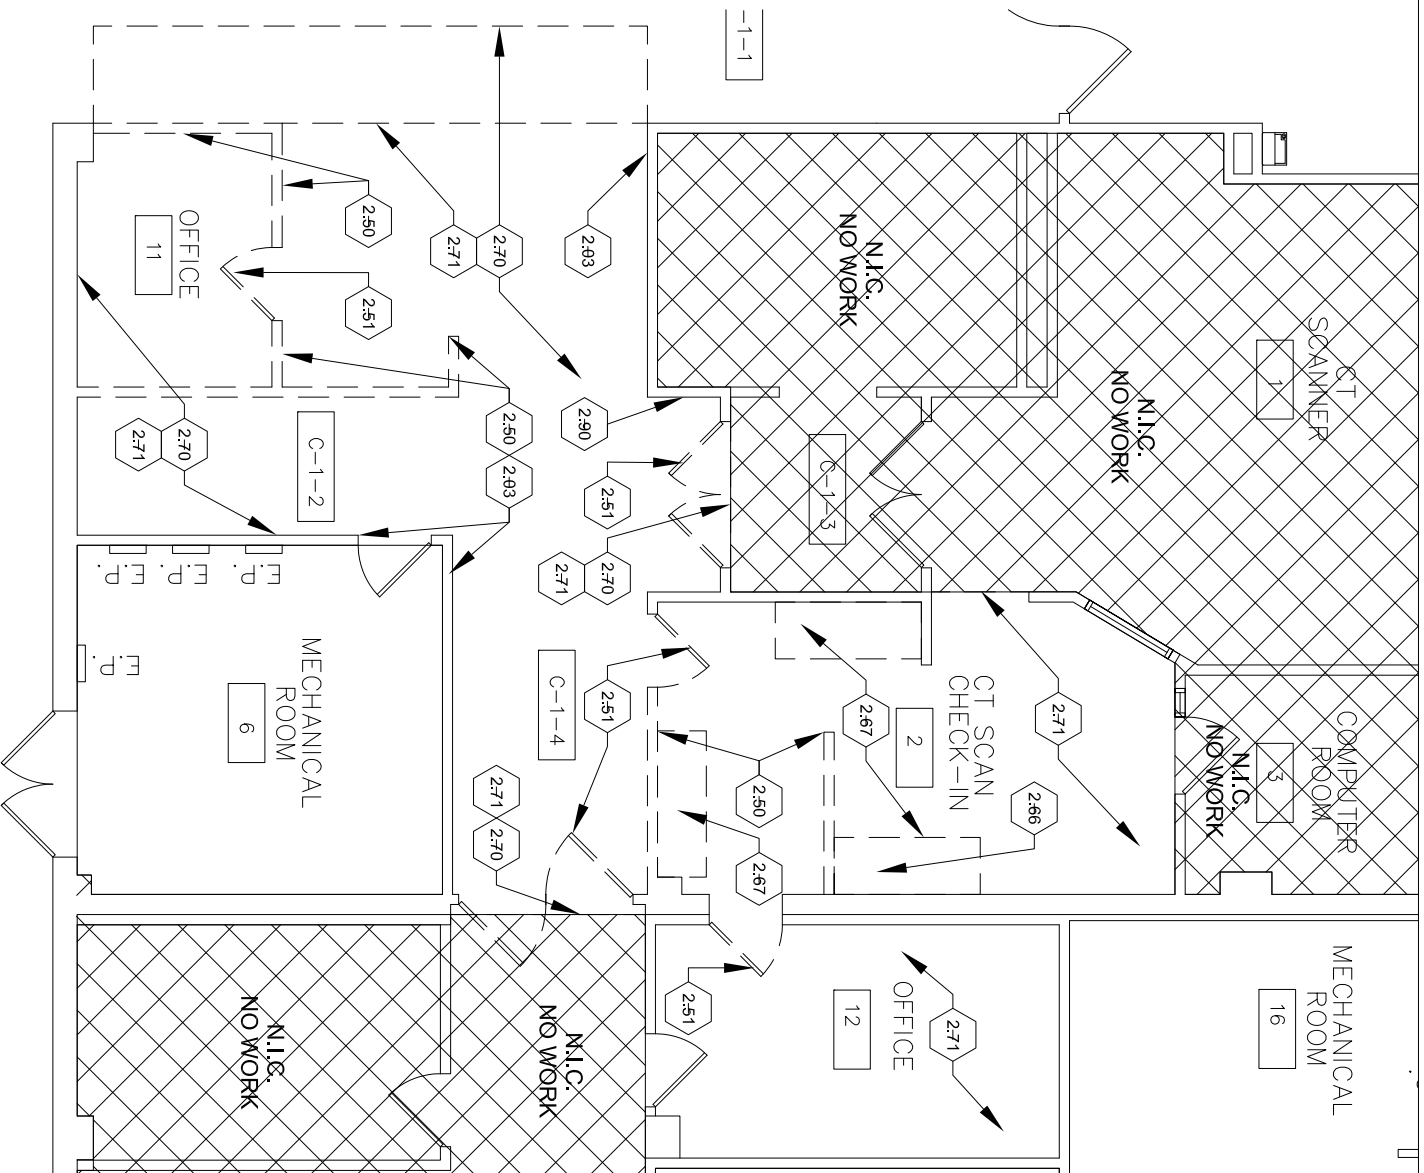 -1-1
OFFICE
11
2.50
2.51
2.71
2.70
2.03
N.I.C.
NO WORK
CT
SCANNER
1
N.I.C.
NO WORK
2.71
2.70
C-1-2
2.50
2.03
2.90
2.51
2.71
2.70
C-1-3
E.P.
E.P.
E.P.
E.P.
MECHANICAL
ROOM
6
C-1-4
2.51
2.71
2.70
2.50
2.67
2.67
CT SCAN
CHECK-IN
2
2.66
2.71
COMPUTER
ROOM
3
N.I.C.
NO WORK
N.I.C.
NO WORK
N.I.C.
NO WORK
2.51
OFFICE
12
2.71
MECHANICAL
ROOM
16